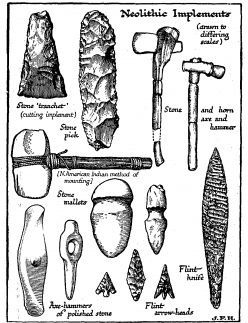 Neolithic Implements
(drawn to
differing
scales)
Stone 'tranchet'
(cutting implement)
Stone
pick
Stone
and horn
axe and
hammer
[N. American Indian method of
mounting]
Stone
mallets
Flint
knife
Axe-hammers
of polished stone
Flint
arrow-heads
J.F.H.